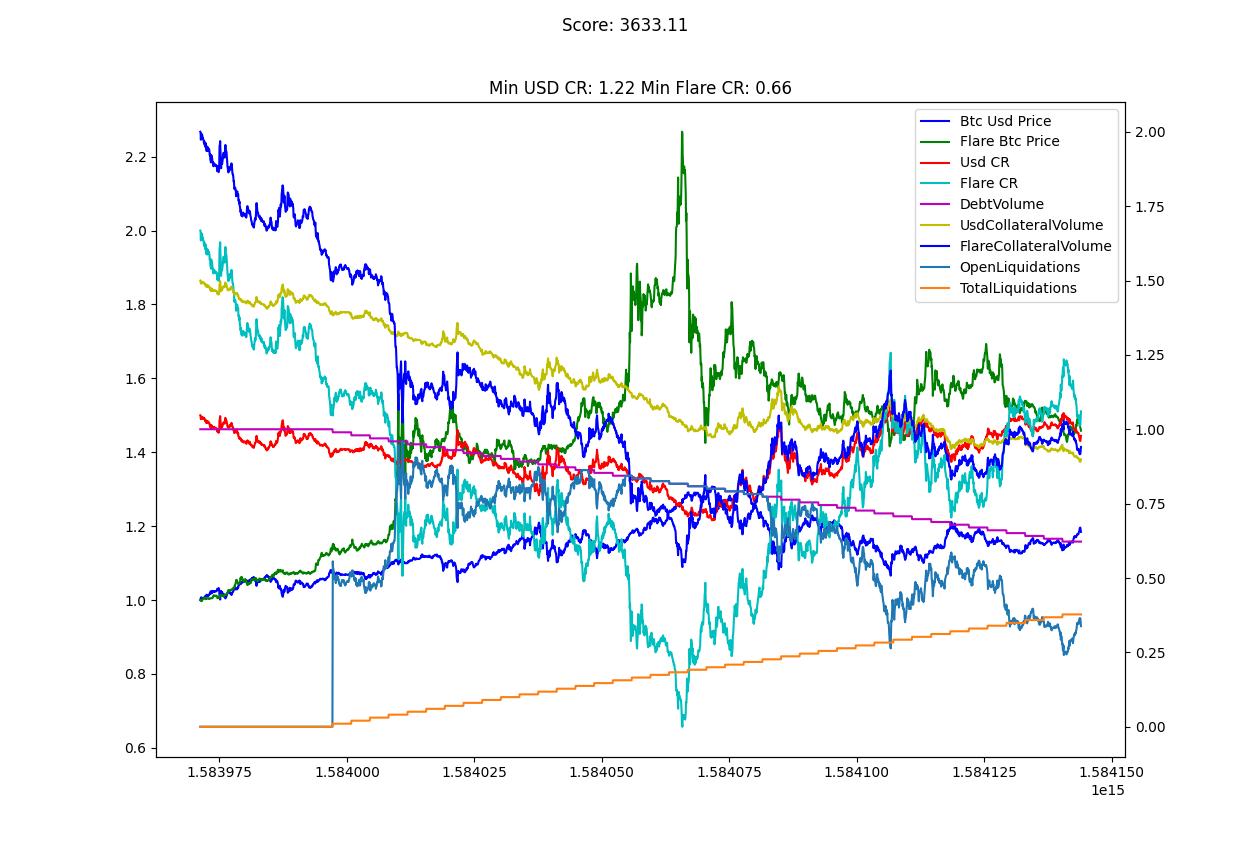 Score: 3633.11
Min USD CR: 1.22 Min Flare CR: 0.66
Btc Usd Price
Flare Btc Price
Usd CR
Flare CR
DebtVolume
UsdCollateralVolume
FlareCollateralVolume
OpenLiquidations
TotalLiquidations
2.2
2.0
1.8
1.6
1.4
1.2
1.0
0.8
0.6
2.00
1.75
1.50
1.25
1.00
0.75
0.50
0.25
0.00
1.583975 1.584000 1.584025 1.584050 1.584075 1.584100 1.584125 1.584150
1e15